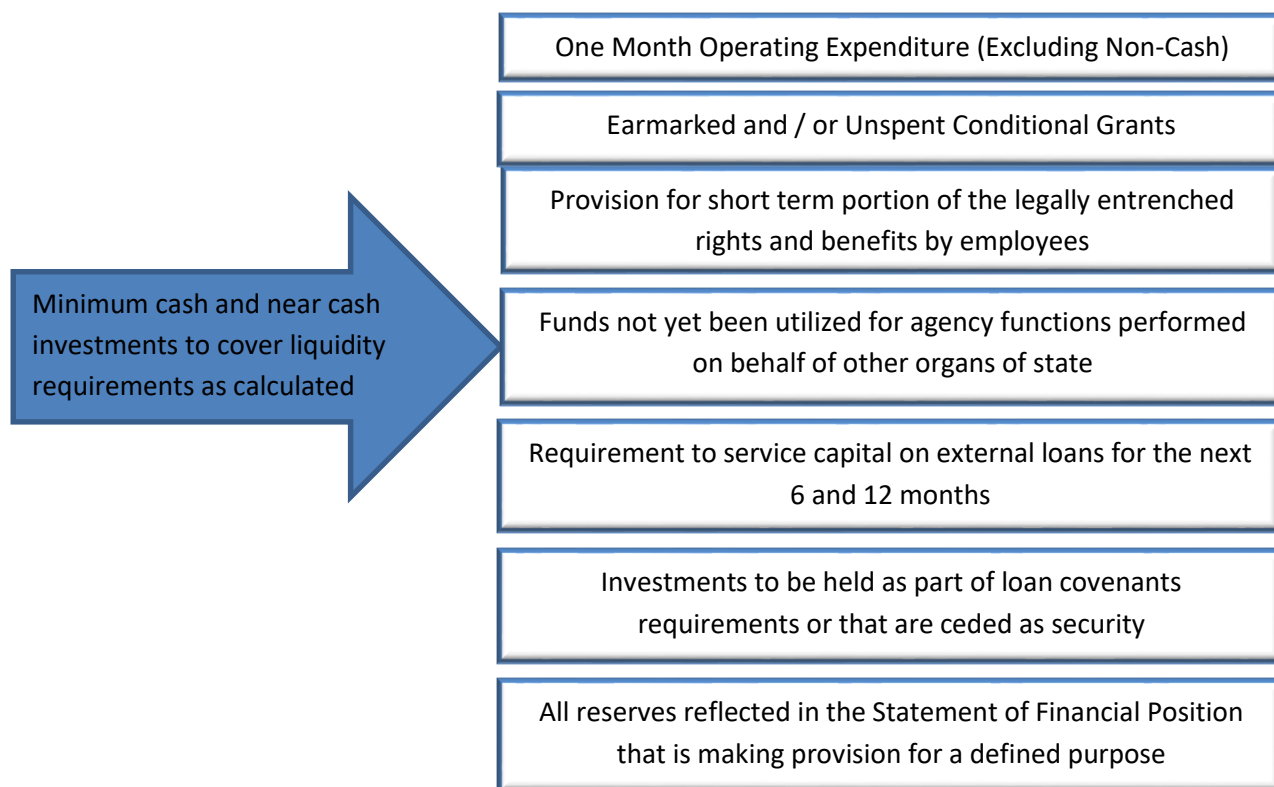 One Month Operating Expenditure (Excluding Non-Cash)
Earmarked and / or Unspent Conditional Grants
Provision for short term portion of the legally entrenched
rights and benefits by employees
Minimum cash and near cash
investments to cover liquidity
requirements as calculated
Funds not yet been utilized for agency functions performed
on behalf of other organs of state
Requirement to service capital on external loans for the next
6 and 12 months
Investments to be held as part of loan covenants
requirements or that are ceded as security
All reserves reflected in the Statement of Financial Position
that is making provision for a defined purpose